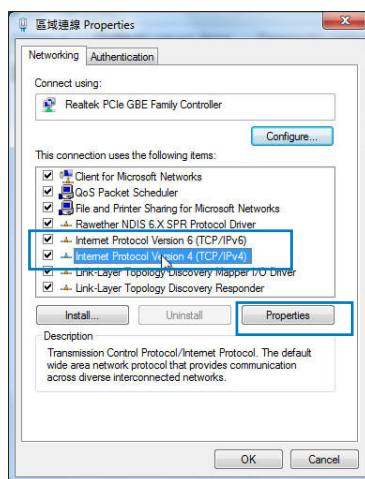 區域連線 Properties
Networking Authentication
Connect using:
Realtek PCIe GBE Family Controller
Configure...
This connection uses the following items:
Client for Microsoft Networks
QoS Packet Scheduler
File and Printer Sharing for Microsoft Networks
Rawether NDIS 6.X SPR Protocol Driver
Internet Protocol Version 6 (TCP/IPv6)
Internet Protocol Version 4 (TCP/IPv4)
Link-Layer Topology Discovery Mapper I/O Driver
Link-Layer Topology Discovery Responder
Install... Uninstall Properties
Description
Transmission Control Protocol/Internet Protocol. The default
wide area network protocol that provides communication
across diverse interconnected networks.
OK Cancel